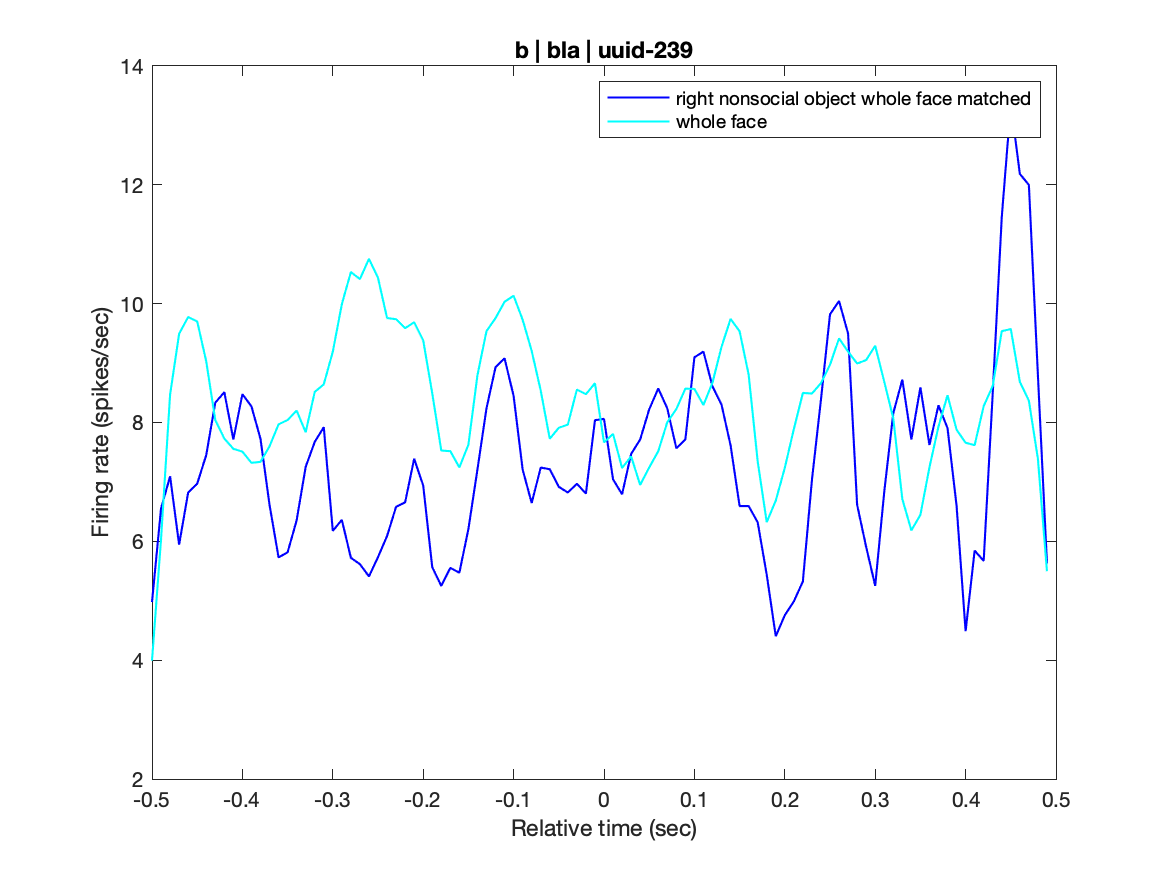 b | bla | uuid-239
14
right nonsocial object whole face matched
whole face
12
10
8
6
4
2
Firing rate (spikes/sec)
-0.5 -0.4 -0.3 -0.2 -0.1 0 0.1 0.2 0.3 0.4 0.5
Relative time (sec)